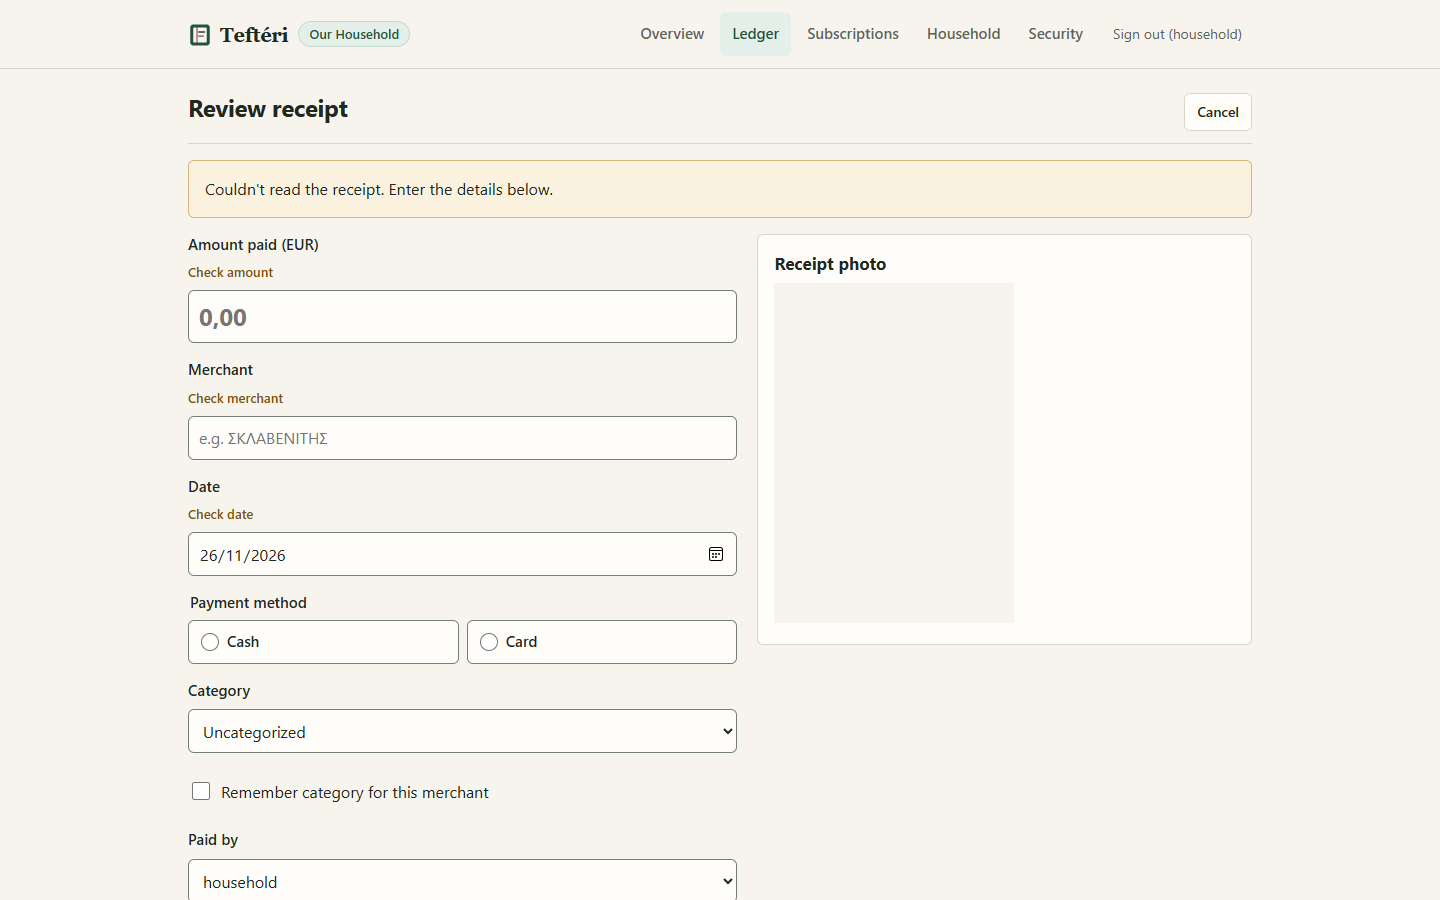 Teftéri
Our Household
Overview
Ledger
Subscriptions
Household
Security
Sign out (household)
Review receipt
Cancel
Couldn't read the receipt. Enter the details below.
Amount paid (EUR)
Check amount
0,00
Merchant
Check merchant
e.g. ΣΚΛΑΒΕΝΙΤΗΣ
Date
Check date
26/11/2026
Payment method
Cash
Card
Category
Uncategorized
Remember category for this merchant
Paid by
household
Receipt photo